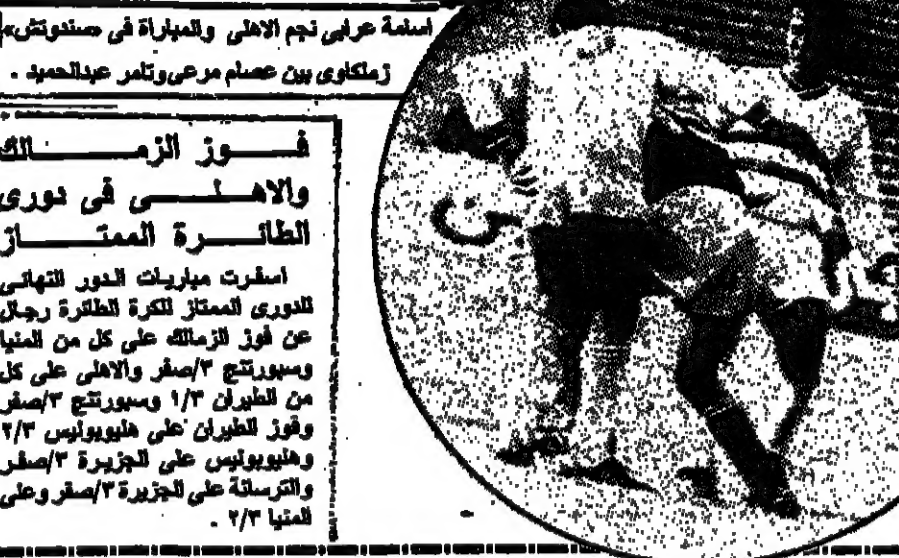 اسامة عرابى نجم الاهلى والمباراة فى «سندوتش»
زملكاوى بين عصام مرعى وتامر عبدالحميد .
فوز الزمالك
والاهلى فى دورى
الطائرة الممتاز
اسفرت مباريات الدور النهائى
للدورى الممتاز للكرة الطائرة رجال
عن فوز الزمالك على كل من المنيا
وسبورتنج ٣/صفر والاهلى على كل
من الطيران ١/٣ وسبورتنج ٣/صفر
وفوز الطيران على هليوبوليس ٢/٣
وهليوبوليس على الجزيرة ٣/صفر
والترسانة على الجزيرة ٣/صفر وعلى
المنيا ٢/٣ .